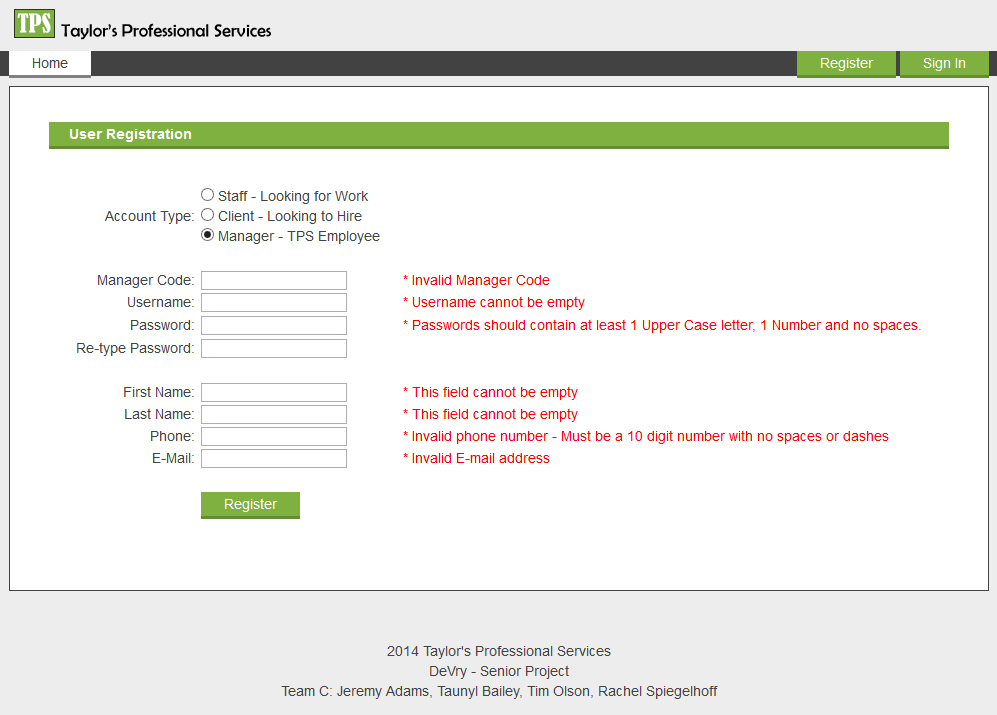 TPS Taylor's Professional Services
Home Register Sign In
User Registration
Staff - Looking for Work
Account Type: Client - Looking to Hire
Manager - TPS Employee
Manager Code: * Invalid Manager Code
Username: * Username cannot be empty
Password: * Passwords should contain at least 1 Upper Case letter, 1 Number and no spaces.
Re-type Password:
First Name: * This field cannot be empty
Last Name: * This field cannot be empty
Phone: * Invalid phone number - Must be a 10 digit number with no spaces or dashes
E-Mail: * Invalid E-mail address
Register
2014 Taylor's Professional Services
DeVry - Senior Project
Team C: Jeremy Adams, Taunyl Bailey, Tim Olson, Rachel Spiegelhoff